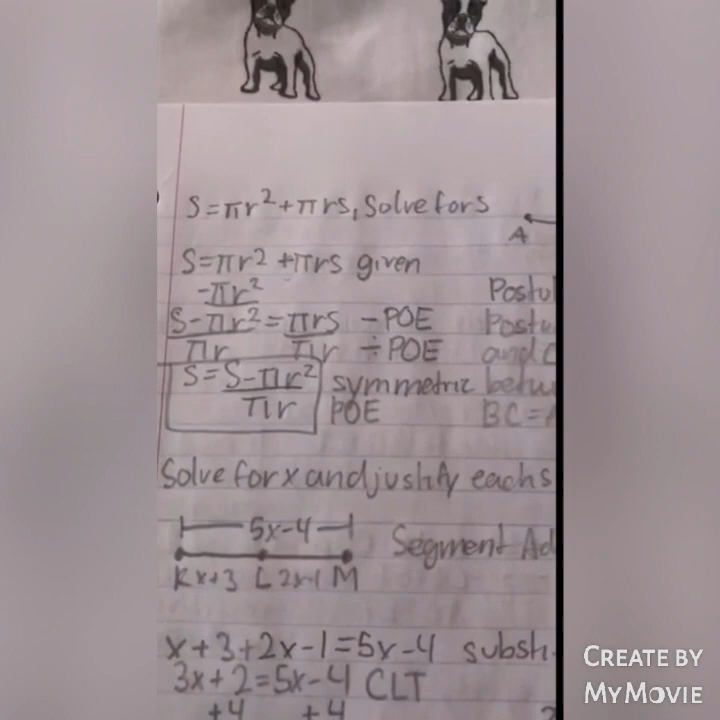 S=πr²+πrs, Solve for s
A
S=πr²+πrs given
-πr²
S-πr²=πrs -POE
πr πr ÷POE
S=S-πr² symmetric
πr POE
Postu
Postu
and
betw
BC=
Solve for x and justify each s
5x-4
Segment Ad
K x+3 L 2x-1 M
x+3+2x-1=5x-4 substi
3x+2=5x-4 CLT
+4 +4
CREATE BY
MYMOVIE